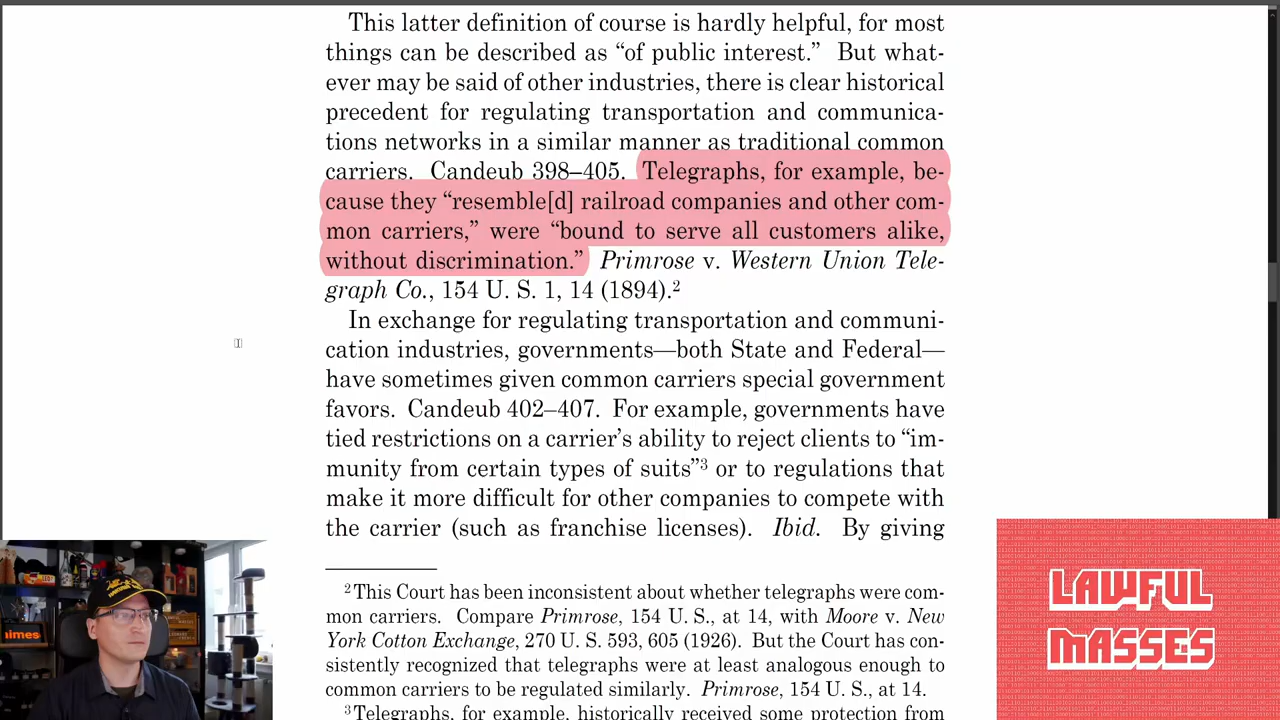 This latter definition of course is hardly helpful, for most
things can be described as “of public interest.” But what-
ever may be said of other industries, there is clear historical
precedent for regulating transportation and communica-
tions networks in a similar manner as traditional common
carriers. Candeub 398–405. Telegraphs, for example, be-
cause they “resemble[d] railroad companies and other com-
mon carriers,” were “bound to serve all customers alike,
without discrimination.” Primrose v. Western Union Tele-
graph Co., 154 U. S. 1, 14 (1894).2
In exchange for regulating transportation and communi-
cation industries, governments—both State and Federal—
have sometimes given common carriers special government
favors. Candeub 402–407. For example, governments have
tied restrictions on a carrier’s ability to reject clients to “im-
munity from certain types of suits”3 or to regulations that
make it more difficult for other companies to compete with
the carrier (such as franchise licenses). Ibid. By giving
2 This Court has been inconsistent about whether telegraphs were com-
mon carriers. Compare Primrose, 154 U. S., at 14, with Moore v. New
York Cotton Exchange, 270 U. S. 593, 605 (1926). But the Court has con-
sistently recognized that telegraphs were at least analogous enough to
common carriers to be regulated similarly. Primrose, 154 U. S., at 14.
Telegraphs, for example, historically received some protection from
LAWFUL
MASSES